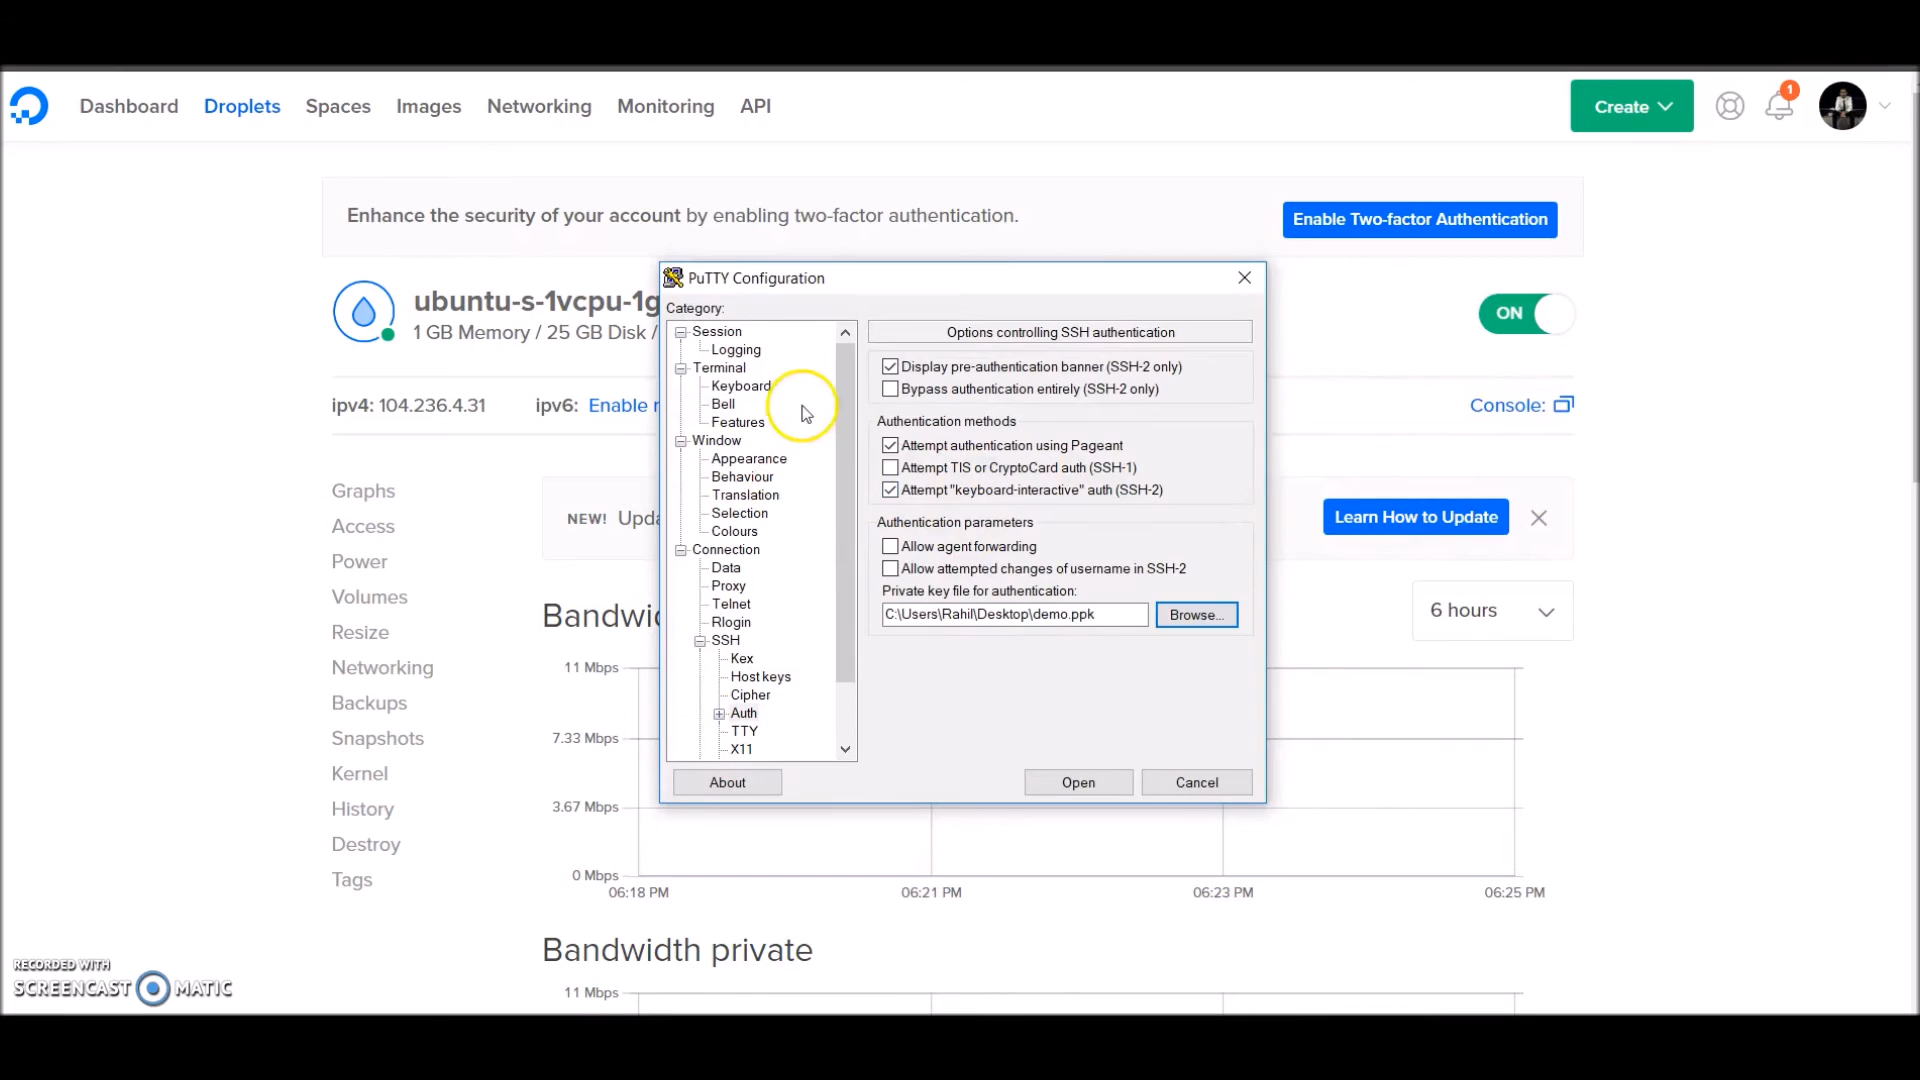 Dashboard Droplets Spaces Images Networking Monitoring API Create 1
Enhance the security of your account by enabling two-factor authentication. Enable Two-factor Authentication
ubuntu-s-1vcpu-1g
1 GB Memory / 25 GB Disk /
ON
ipv4: 104.236.4.31 ipv6: Enable Console:
Graphs
Access
Power
Volumes
Resize
Networking
Backups
Snapshots
Kernel
History
Destroy
Tags
NEW! Learn How to Update
6 hours
11 Mbps
7.33 Mbps
3.67 Mbps
0 Mbps
06:18 PM 06:21 PM 06:23 PM 06:25 PM
Bandwidth private
11 Mbps
PuTTY Configuration
Category:
Session
Logging
Terminal
Keyboard
Bell
Features
Window
Appearance
Behaviour
Translation
Selection
Colours
Connection
Data
Proxy
Telnet
Rlogin
SSH
Kex
Host keys
Cipher
Auth
TTY
X11
Options controlling SSH authentication
Display pre-authentication banner (SSH-2 only)
Bypass authentication entirely (SSH-2 only)
Authentication methods
Attempt authentication using Pageant
Attempt TIS or CryptoCard auth (SSH-1)
Attempt "keyboard-interactive" auth (SSH-2)
Authentication parameters
Allow agent forwarding
Allow attempted changes of username in SSH-2
Private key file for authentication:
C:\Users\Rahil\Desktop\demo.ppk Browse...
About Open Cancel
RECORDED WITH
SCREENCAST MATIC